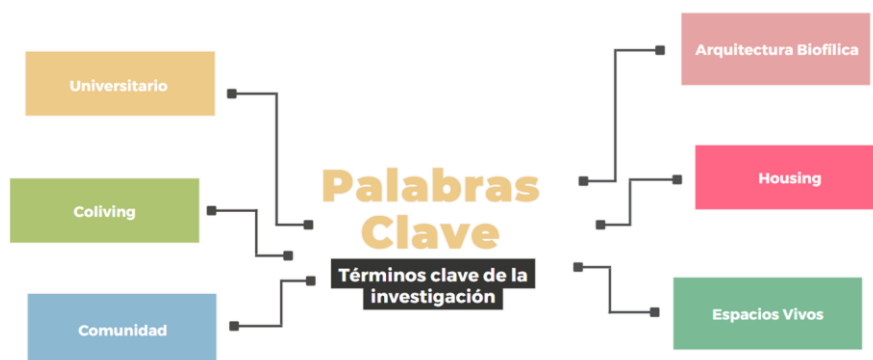 Universitario
Coliving
Comunidad
Palabras
Clave
Términos clave de la
investigación
Arquitectura Biofílica
Housing
Espacios Vivos